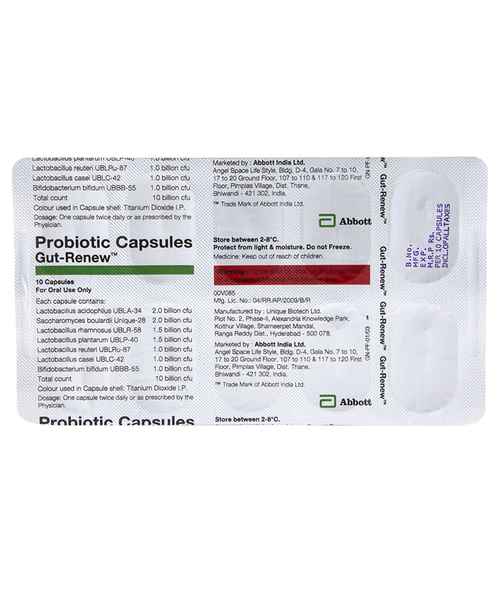 Lactobacillus plantarum UBLP-40 1.0 billion cfu
Lactobacillus reuteri UBLRu-87 1.0 billion cfu
Lactobacillus casei UBLC-42 1.0 billion cfu
Bifidobacterium bifidum UBBB-55 1.0 billion cfu
Total count 10 billion cfu
Colour used in Capsule shell: Titanium Dioxide I.P.
Dosage: One capsule twice daily or as prescribed by the
Physician.
Probiotic Capsules
Gut-Renew™
10 Capsules
For Oral Use Only
Each capsule contains:
Lactobacillus acidophilus UBLA-34 2.0 billion cfu
Saccharomyces boulardii Unique-28 2.0 billion cfu
Lactobacillus rhamnosus UBLR-58 1.5 billion cfu
Lactobacillus plantarum UBLP-40 1.5 billion cfu
Lactobacillus reuteri UBLRu-87 1.0 billion cfu
Lactobacillus casei UBLC-42 1.0 billion cfu
Bifidobacterium bifidum UBBB-55 1.0 billion cfu
Total count 10 billion cfu
Colour used in Capsule shell: Titanium Dioxide I.P.
Dosage: One capsule twice daily or as prescribed by the
Physician.
Probiotic Capsules
Marketed by : Abbott India Ltd.
Angel Space Life Style, Bldg. D-4, Gala No. 7 to 10,
17 to 20 Ground Floor, 107 to 110 & 117 to 120 First
Floor, Pimplas Village, Dist. Thane,
Bhiwandi - 421 302, India.
™ Trade Mark of Abbott India Ltd.
Abbott
Store between 2-8°C.
Protect from light & moisture. Do not Freeze.
Medicine: Keep out of reach of children.
00V085
Mfg. Lic. No.: 04/RR/AP/2009/B/R
Manufactured by : Unique Biotech Ltd.
Plot No. 2, Phase-II, Alexandria Knowledge Park,
Kolthur Village, Shameerpet Mandal,
Ranga Reddy Dist., Hyderabad - 500 078.
Marketed by : Abbott India Ltd.
Angel Space Life Style, Bldg. D-4, Gala No. 7 to 10,
17 to 20 Ground Floor, 107 to 110 & 117 to 120 First
Floor, Pimplas Village, Dist. Thane,
Bhiwandi - 421 302, India.
™ Trade Mark of Abbott India Ltd.
Abbott
Store between 2-8°C.
GN-PF-01/03
Gut-Renew™ Gut-Renew™ Gut-Renew™
B.No.
MFG.
EXP.
M.R.P Rs.
PER 10 CAPSULES
INCLOFALLTAXES